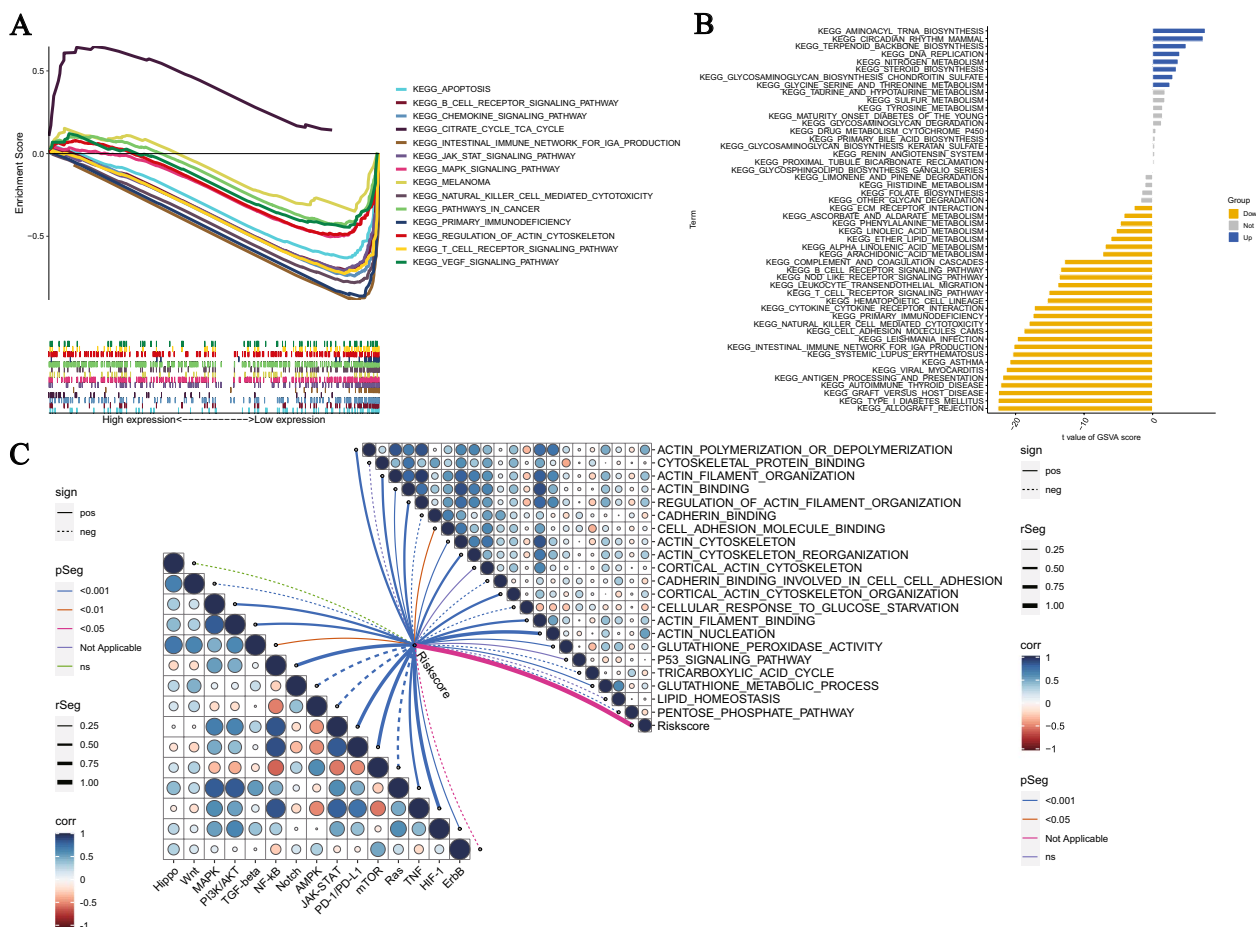 A
0.5
0.0
−0.5
Enrichment Score
KEGG_APOPTOSIS
KEGG_B_CELL_RECEPTOR_SIGNALING_PATHWAY
KEGG_CHEMOKINE_SIGNALING_PATHWAY
KEGG_CITRATE_CYCLE_TCA_CYCLE
KEGG_INTESTINAL_IMMUNE_NETWORK_FOR_IGA_PRODUCTION
KEGG_JAK_STAT_SIGNALING_PATHWAY
KEGG_MAPK_SIGNALING_PATHWAY
KEGG_MELANOMA
KEGG_NATURAL_KILLER_CELL_MEDIATED_CYTOTOXICITY
KEGG_PATHWAYS_IN_CANCER
KEGG_PRIMARY_IMMUNODEFICIENCY
KEGG_REGULATION_OF_ACTIN_CYTOSKELETON
KEGG_T_CELL_RECEPTOR_SIGNALING_PATHWAY
KEGG_VEGF_SIGNALING_PATHWAY
High expression<----------->Low expression
B
KEGG_AMINOACYL_TRNA_BIOSYNTHESIS
KEGG_CIRCADIAN_RHYTHM_MAMMAL
KEGG_TERPENOID_BACKBONE_BIOSYNTHESIS
KEGG_DNA_REPLICATION
KEGG_NITROGEN_METABOLISM
KEGG_STEROID_BIOSYNTHESIS
KEGG_GLYCOSAMINOGLYCAN_BIOSYNTHESIS_CHONDROITIN_SULFATE
KEGG_GLYCINE_SERINE_AND_THREONINE_METABOLISM
KEGG_TAURINE_AND_HYPOTAURINE_METABOLISM
KEGG_SULFUR_METABOLISM
KEGG_TYROSINE_METABOLISM
KEGG_MATURITY_ONSET_DIABETES_OF_THE_YOUNG
KEGG_GLYCOSAMINOGLYCAN_DEGRADATION
KEGG_DRUG_METABOLISM_CYTOCHROME_P450
KEGG_PRIMARY_BILE_ACID_BIOSYNTHESIS
KEGG_GLYCOSAMINOGLYCAN_BIOSYNTHESIS_KERATAN_SULFATE
KEGG_RENIN_ANGIOTENSIN_SYSTEM
KEGG_PROXIMAL_TUBULE_BICARBONATE_RECLAMATION
KEGG_GLYCOSPHINGOLIPID_BIOSYNTHESIS_GANGLIO_SERIES
KEGG_LIMONENE_AND_PINENE_DEGRADATION
KEGG_HISTIDINE_METABOLISM
KEGG_FOLATE_BIOSYNTHESIS
KEGG_OTHER_GLYCAN_DEGRADATION
KEGG_ECM_RECEPTOR_INTERACTION
KEGG_ASCORBATE_AND_ALDARATE_METABOLISM
KEGG_PHENYLALANINE_METABOLISM
KEGG_LINOLEIC_ACID_METABOLISM
KEGG_ETHER_LIPID_METABOLISM
KEGG_ALPHA_LINOLENIC_ACID_METABOLISM
KEGG_ARACHIDONIC_ACID_METABOLISM
KEGG_COMPLEMENT_AND_COAGULATION_CASCADES
KEGG_B_CELL_RECEPTOR_SIGNALING_PATHWAY
KEGG_NOD_LIKE_RECEPTOR_SIGNALING_PATHWAY
KEGG_LEUKOCYTE_TRANSENDOTHELIAL_MIGRATION
KEGG_T_CELL_RECEPTOR_SIGNALING_PATHWAY
KEGG_HEMATOPOIETIC_CELL_LINEAGE
KEGG_CYTOKINE_CYTOKINE_RECEPTOR_INTERACTION
KEGG_PRIMARY_IMMUNODEFICIENCY
KEGG_NATURAL_KILLER_CELL_MEDIATED_CYTOTOXICITY
KEGG_CELL_ADHESION_MOLECULES_CAMS
KEGG_LEISHMANIA_INFECTION
KEGG_INTESTINAL_IMMUNE_NETWORK_FOR_IGA_PRODUCTION
KEGG_SYSTEMIC_LUPUS_ERYTHEMATOSUS
KEGG_ASTHMA
KEGG_VIRAL_MYOCARDITIS
KEGG_ANTIGEN_PROCESSING_AND_PRESENTATION
KEGG_AUTOIMMUNE_THYROID_DISEASE
KEGG_GRAFT_VERSUS_HOST_DISEASE
KEGG_TYPE_I_DIABETES_MELLITUS
KEGG_ALLOGRAFT_REJECTION
Term
−20
−10
0
t value of GSVA score
Group
Dow
Not
Up
C
sign
pos
neg
pSeg
<0.001
<0.01
<0.05
Not Applicable
ns
rSeg
0.25
0.50
0.75
1.00
corr
1
0.5
0
-0.5
-1
Hippo
Wnt
MAPK
PI3K/AKT
TGF-beta
NF-kB
Notch
AMPK
JAK-STAT
PD-1/PD-L1
mTOR
Ras
TNF
HIF-1
ErbB
Riskscore
ACTIN_POLYMERIZATION_OR_DEPOLYMERIZATION
CYTOSKELETAL_PROTEIN_BINDING
ACTIN_FILAMENT_ORGANIZATION
ACTIN_BINDING
REGULATION_OF_ACTIN_FILAMENT_ORGANIZATION
CADHERIN_BINDING
CELL_ADHESION_MOLECULE_BINDING
ACTIN_CYTOSKELETON
ACTIN_CYTOSKELETON_REORGANIZATION
CORTICAL_ACTIN_CYTOSKELETON
CADHERIN_BINDING_INVOLVED_IN_CELL_CELL_ADHESION
CORTICAL_ACTIN_CYTOSKELETON_ORGANIZATION
CELLULAR_RESPONSE_TO_GLUCOSE_STARVATION
ACTIN_FILAMENT_BINDING
ACTIN_NUCLEATION
GLUTATHIONE_PEROXIDASE_ACTIVITY
P53_SIGNALING_PATHWAY
TRICARBOXYLIC_ACID_CYCLE
GLUTATHIONE_METABOLIC_PROCESS
LIPID_HOMEOSTASIS
PENTOSE_PHOSPHATE_PATHWAY
Riskscore
sign
pos
neg
rSeg
0.25
0.50
0.75
1.00
corr
1
0.5
0
−0.5
−1
pSeg
<0.001
<0.05
Not Applicable
ns